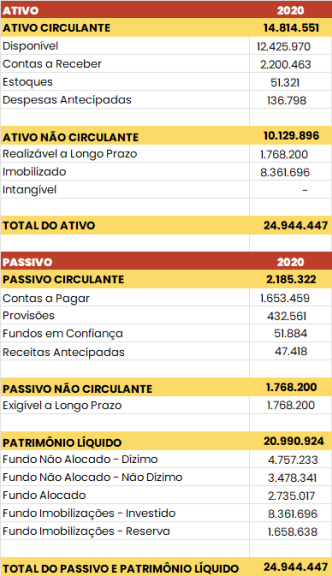 ATIVO 2020
ATIVO CIRCULANTE 14.814.551
Disponível 12.425.970
Contas a Receber 2.200.463
Estoques 51.321
Despesas Antecipadas 136.798
ATIVO NÃO CIRCULANTE 10.129.896
Realizável a Longo Prazo 1.768.200
Imobilizado 8.361.696
Intangível -
TOTAL DO ATIVO 24.944.447
PASSIVO 2020
PASSIVO CIRCULANTE 2.185.322
Contas a Pagar 1.653.459
Provisões 432.561
Fundos em Confiança 51.884
Receitas Antecipadas 47.418
PASSIVO NÃO CIRCULANTE 1.768.200
Exigível a Longo Prazo 1.768.200
PATRIMÔNIO LÍQUIDO 20.990.924
Fundo Não Alocado - Dízimo 4.757.233
Fundo Não Alocado - Não Dízimo 3.478.341
Fundo Alocado 2.735.017
Fundo Imobilizações - Investido 8.361.696
Fundo Imobilizações - Reserva 1.658.638
TOTAL DO PASSIVO E PATRIMÔNIO LÍQUIDO 24.944.447